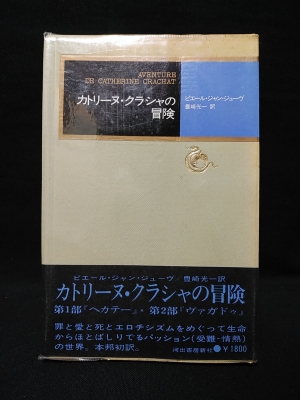 AVENTURE
DE CATHERINE CRACHAT
カトリーヌ・クラシャの
冒険
ピエール・ジャン・ジューヴ
豊崎光一 訳
ピエール・ジャン・ジューヴ/豊崎光一訳
カトリーヌ・クラシャの冒険
第1部「ヘカテー」・第2部「ヴァガドゥ」
罪と愛と死とエロチシズムをめぐって生命
からほとばしりでるパッション(受難・情熱)
の世界。本邦初訳。
河出書房新社・¥1800